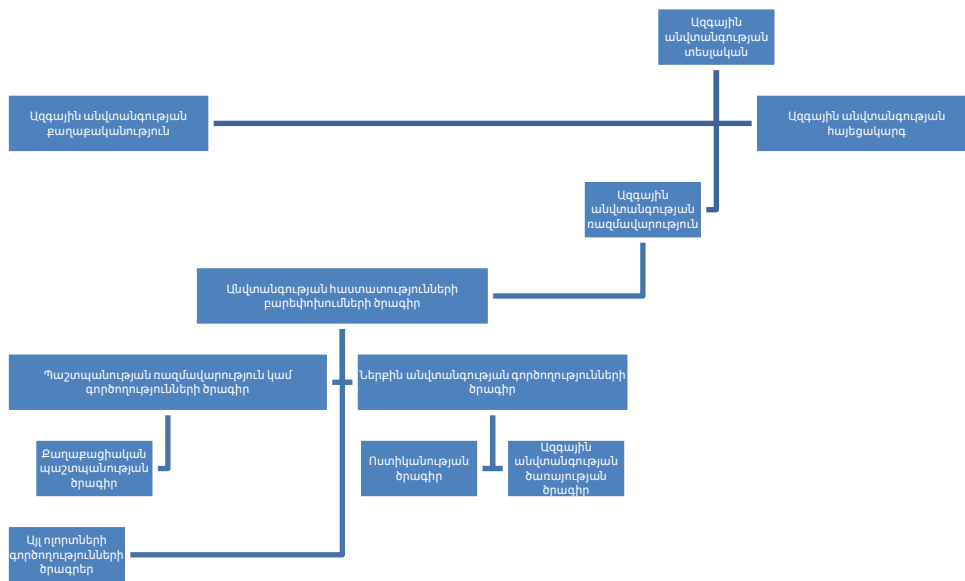 Ազգային
անվտանգության
տեսլական
Ազգային անվտանգության
քաղաքականություն
Ազգային անվտանգության
հայեցակարգ
Ազգային
անվտանգության
ռազմավարություն
Անվտանգության հաստատությունների
բարեփոխումների ծրագիր
Պաշտպանության ռազմավարություն կամ
գործողությունների ծրագիր
Ներքին անվտանգության գործողությունների
ծրագիր
Քաղաքացիական
պաշտպանության
ծրագիր
Ոստիկանության
ծրագիր
Ազգային
անվտանգության
ծառայության
ծրագիր
Այլ ոլորտների
գործողությունների
ծրագրեր